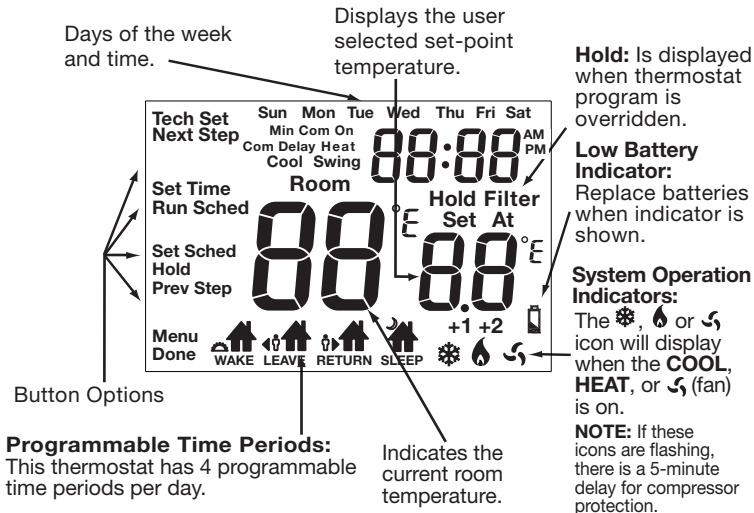 Days of the week
and time.
Displays the user
selected set-point
temperature.
Hold: Is displayed
when thermostat
program is
overridden.
Low Battery
Indicator:
Replace batteries
when indicator is
shown.
System Operation
Indicators:
The ❄, 🔥 or fan
icon will display
when the COOL,
HEAT, or (fan)
is on.
NOTE: If these
icons are flashing,
there is a 5-minute
delay for compressor
protection.
Tech Set
Next Step
Set Time
Run Sched
Set Sched
Hold
Prev Step
Menu
Done
Sun Mon Tue Wed Thu Fri Sat
Min Com On
Com Delay Heat
Cool Swing
88:88 AM
PM
Room
Hold Filter
Set At
88 °E
8.8 °E
+1 +2
WAKE LEAVE RETURN SLEEP
Button Options
Programmable Time Periods:
This thermostat has 4 programmable
time periods per day.
Indicates the
current room
temperature.